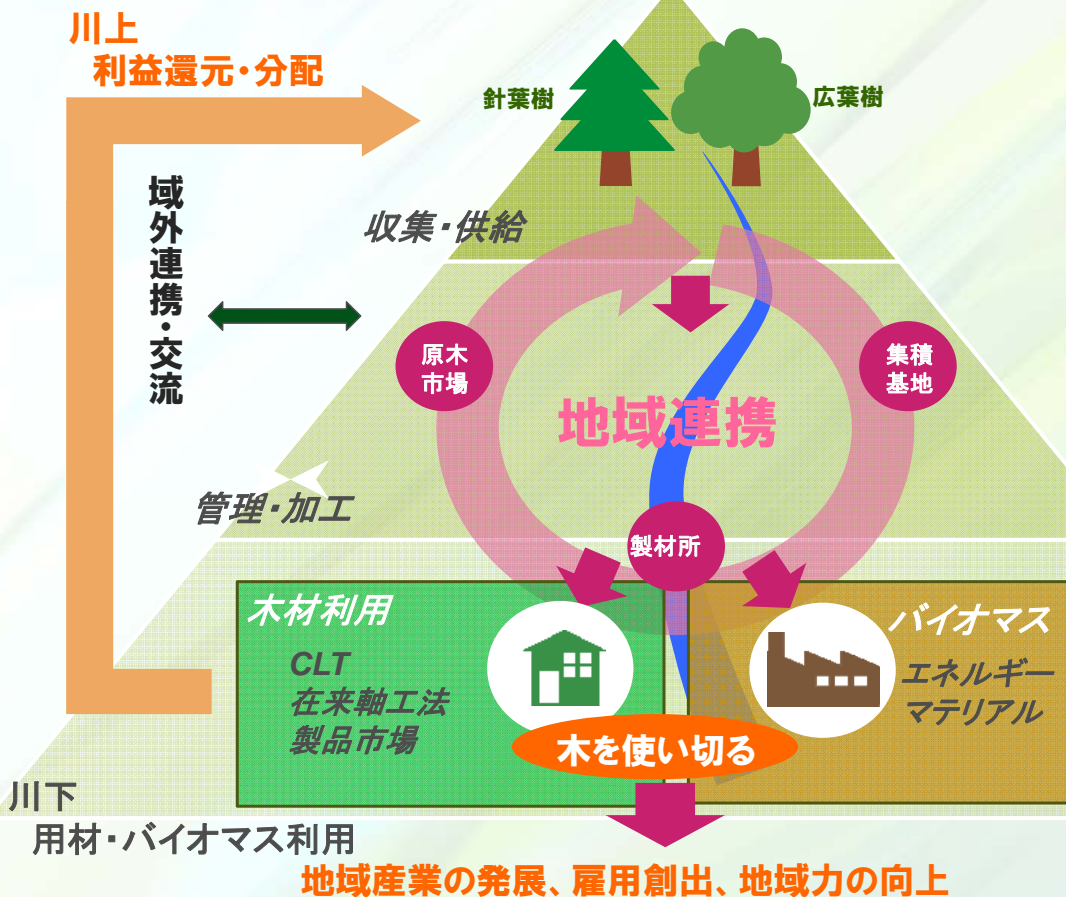 川上
利益還元・分配
針葉樹
広葉樹
域外連携・交流
収集・供給
原木
市場
集積
基地
地域連携
管理・加工
製材所
木材利用
CLT
在来軸工法
製品市場
バイオマス
エネルギー
マテリアル
木を使い切る
川下
用材・バイオマス利用
地域産業の発展、雇用創出、地域力の向上